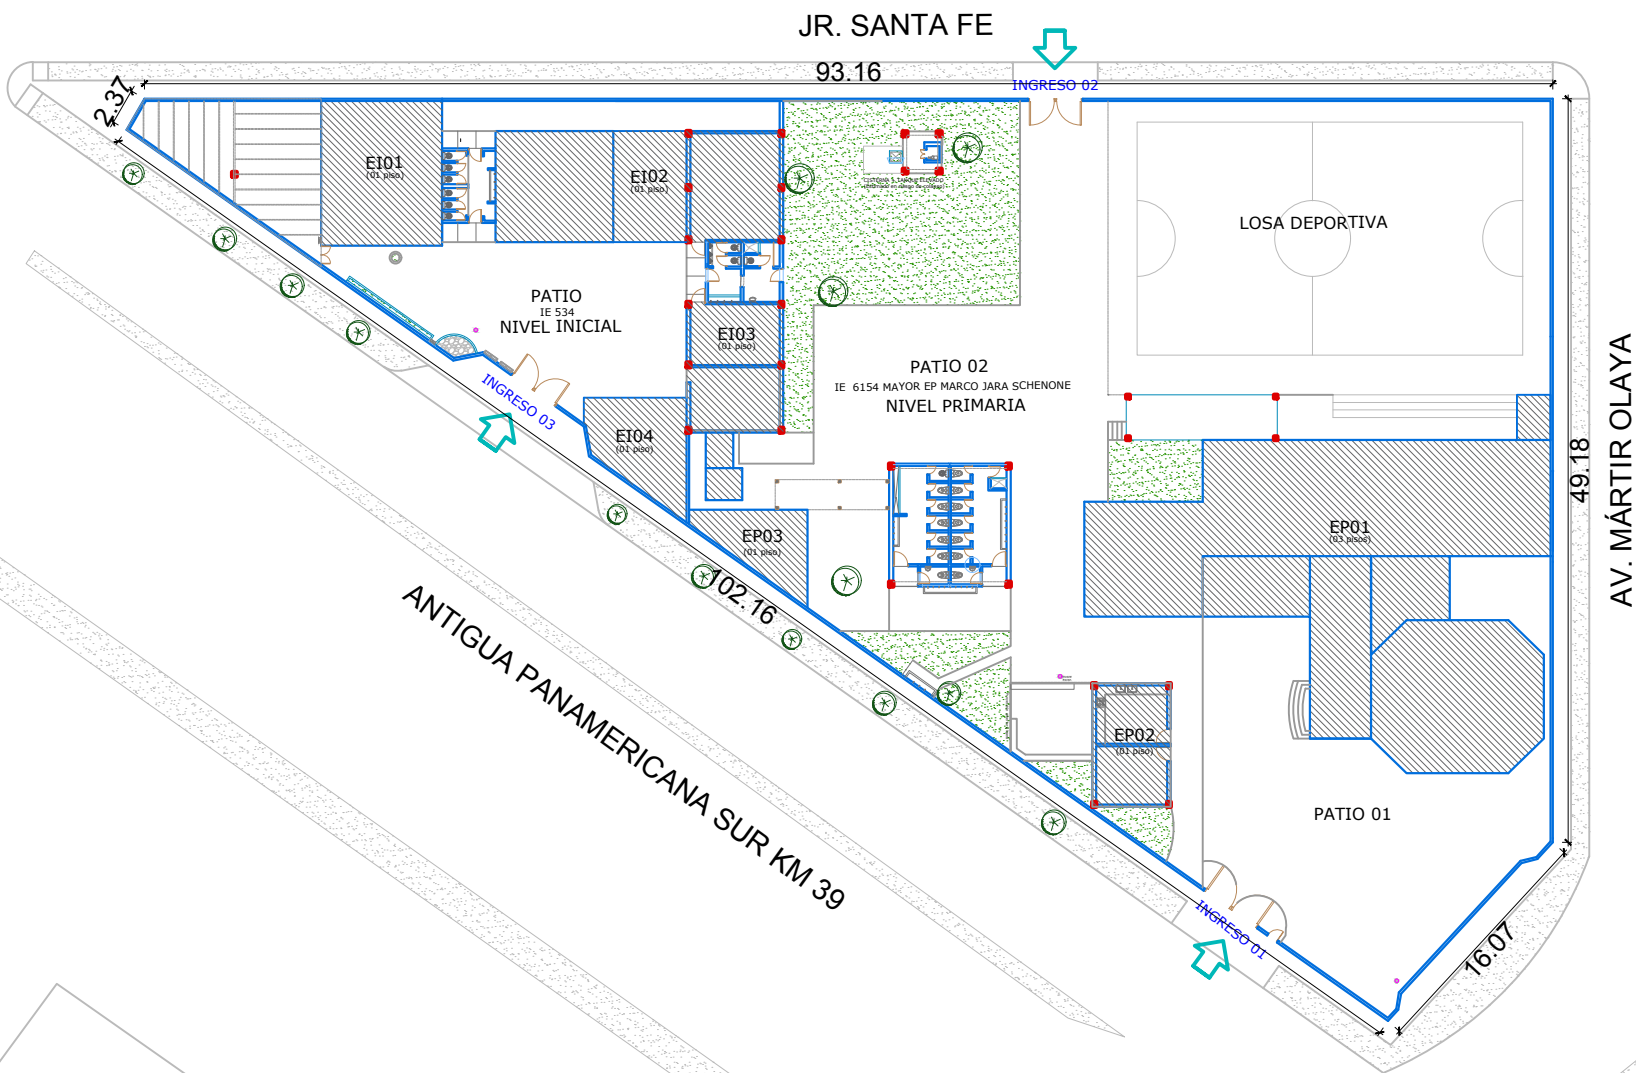 JR. SANTA FE
93.16
INGRESO 02
2.37
EI01
(01 piso)
EI02
(01 piso)
CISTERNA Y TANQUE ELEVADO
LOSA DEPORTIVA
PATIO
IE 534
NIVEL INICIAL
EI03
(01 piso)
PATIO 02
IE 6154 MAYOR EP MARCO JARA SCHENONE
NIVEL PRIMARIA
INGRESO 03
EI04
(01 piso)
49.18
AV. MÁRTIR OLAYA
EP03
(01 piso)
EP01
(03 pisos)
102.16
ANTIGUA PANAMERICANA SUR KM 39
EP02
(01 piso)
PATIO 01
INGRESO 01
16.07